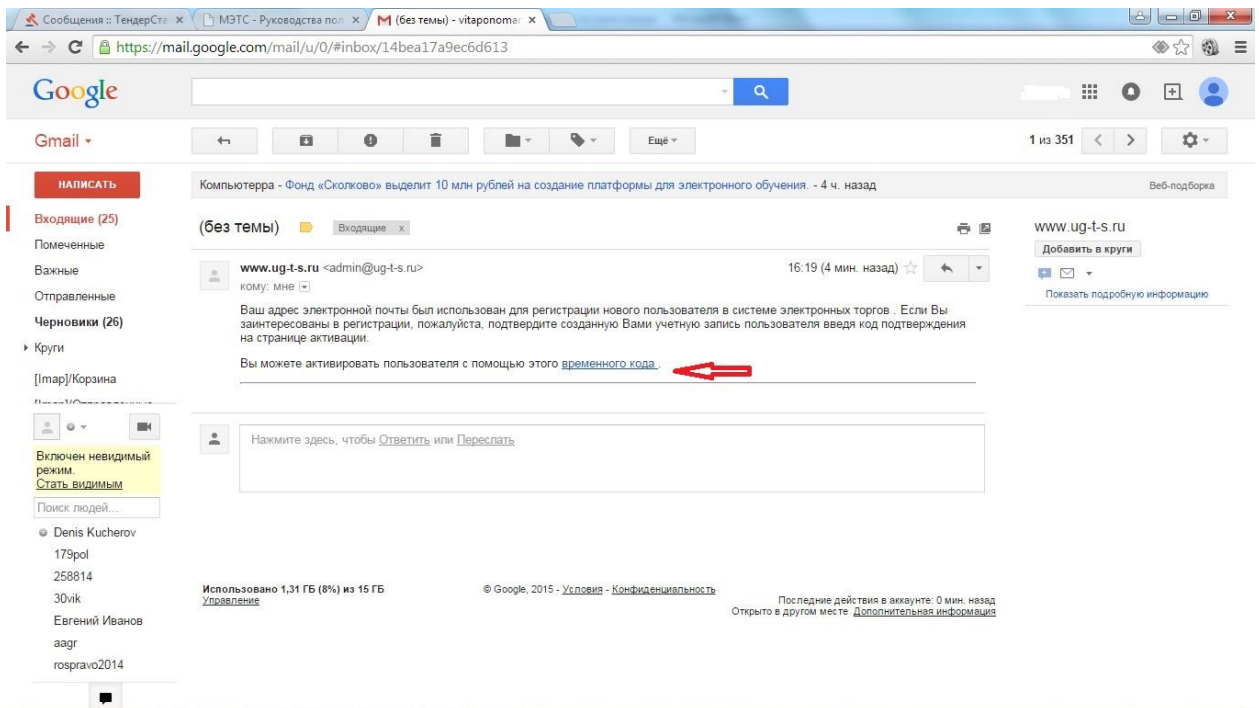 Сообщения :: ТендерСта
МЭТС - Руководства пол
(без темы) - vitaponomar
https://mail.google.com/mail/u/0/#inbox/14bea17a9ec6d613
Google
Gmail
Ещё
1 из 351
НАПИСАТЬ
Компьютерра - Фонд «Сколково» выделит 10 млн рублей на создание платформы для электронного обучения. - 4 ч. назад
Веб-подборка
Входящие (25)
Помеченные
Важные
Отправленные
Черновики (26)
Круги
[Imap]/Корзина
[Imap]/Отправленные
(без темы)
Входящие x
www.ug-t-s.ru <admin@ug-t-s.ru>
16:19 (4 мин. назад)
кому: мне
Ваш адрес электронной почты был использован для регистрации нового пользователя в системе электронных торгов . Если Вы
заинтересованы в регистрации, пожалуйста, подтвердите созданную Вами учетную запись пользователя введя код подтверждения
на странице активации.
Вы можете активировать пользователя с помощью этого временного кода .
www.ug-t-s.ru
Добавить в круги
Показать подробную информацию
Нажмите здесь, чтобы Ответить или Переслать
Включен невидимый
режим.
Стать видимым
Поиск людей...
Denis Kucherov
179pol
258814
30vik
Евгений Иванов
aagr
rospravo2014
Использовано 1,31 ГБ (8%) из 15 ГБ
Управление
© Google, 2015 - Условия - Конфиденциальность
Последние действия в аккаунте: 0 мин. назад
Открыто в другом месте Дополнительная информация